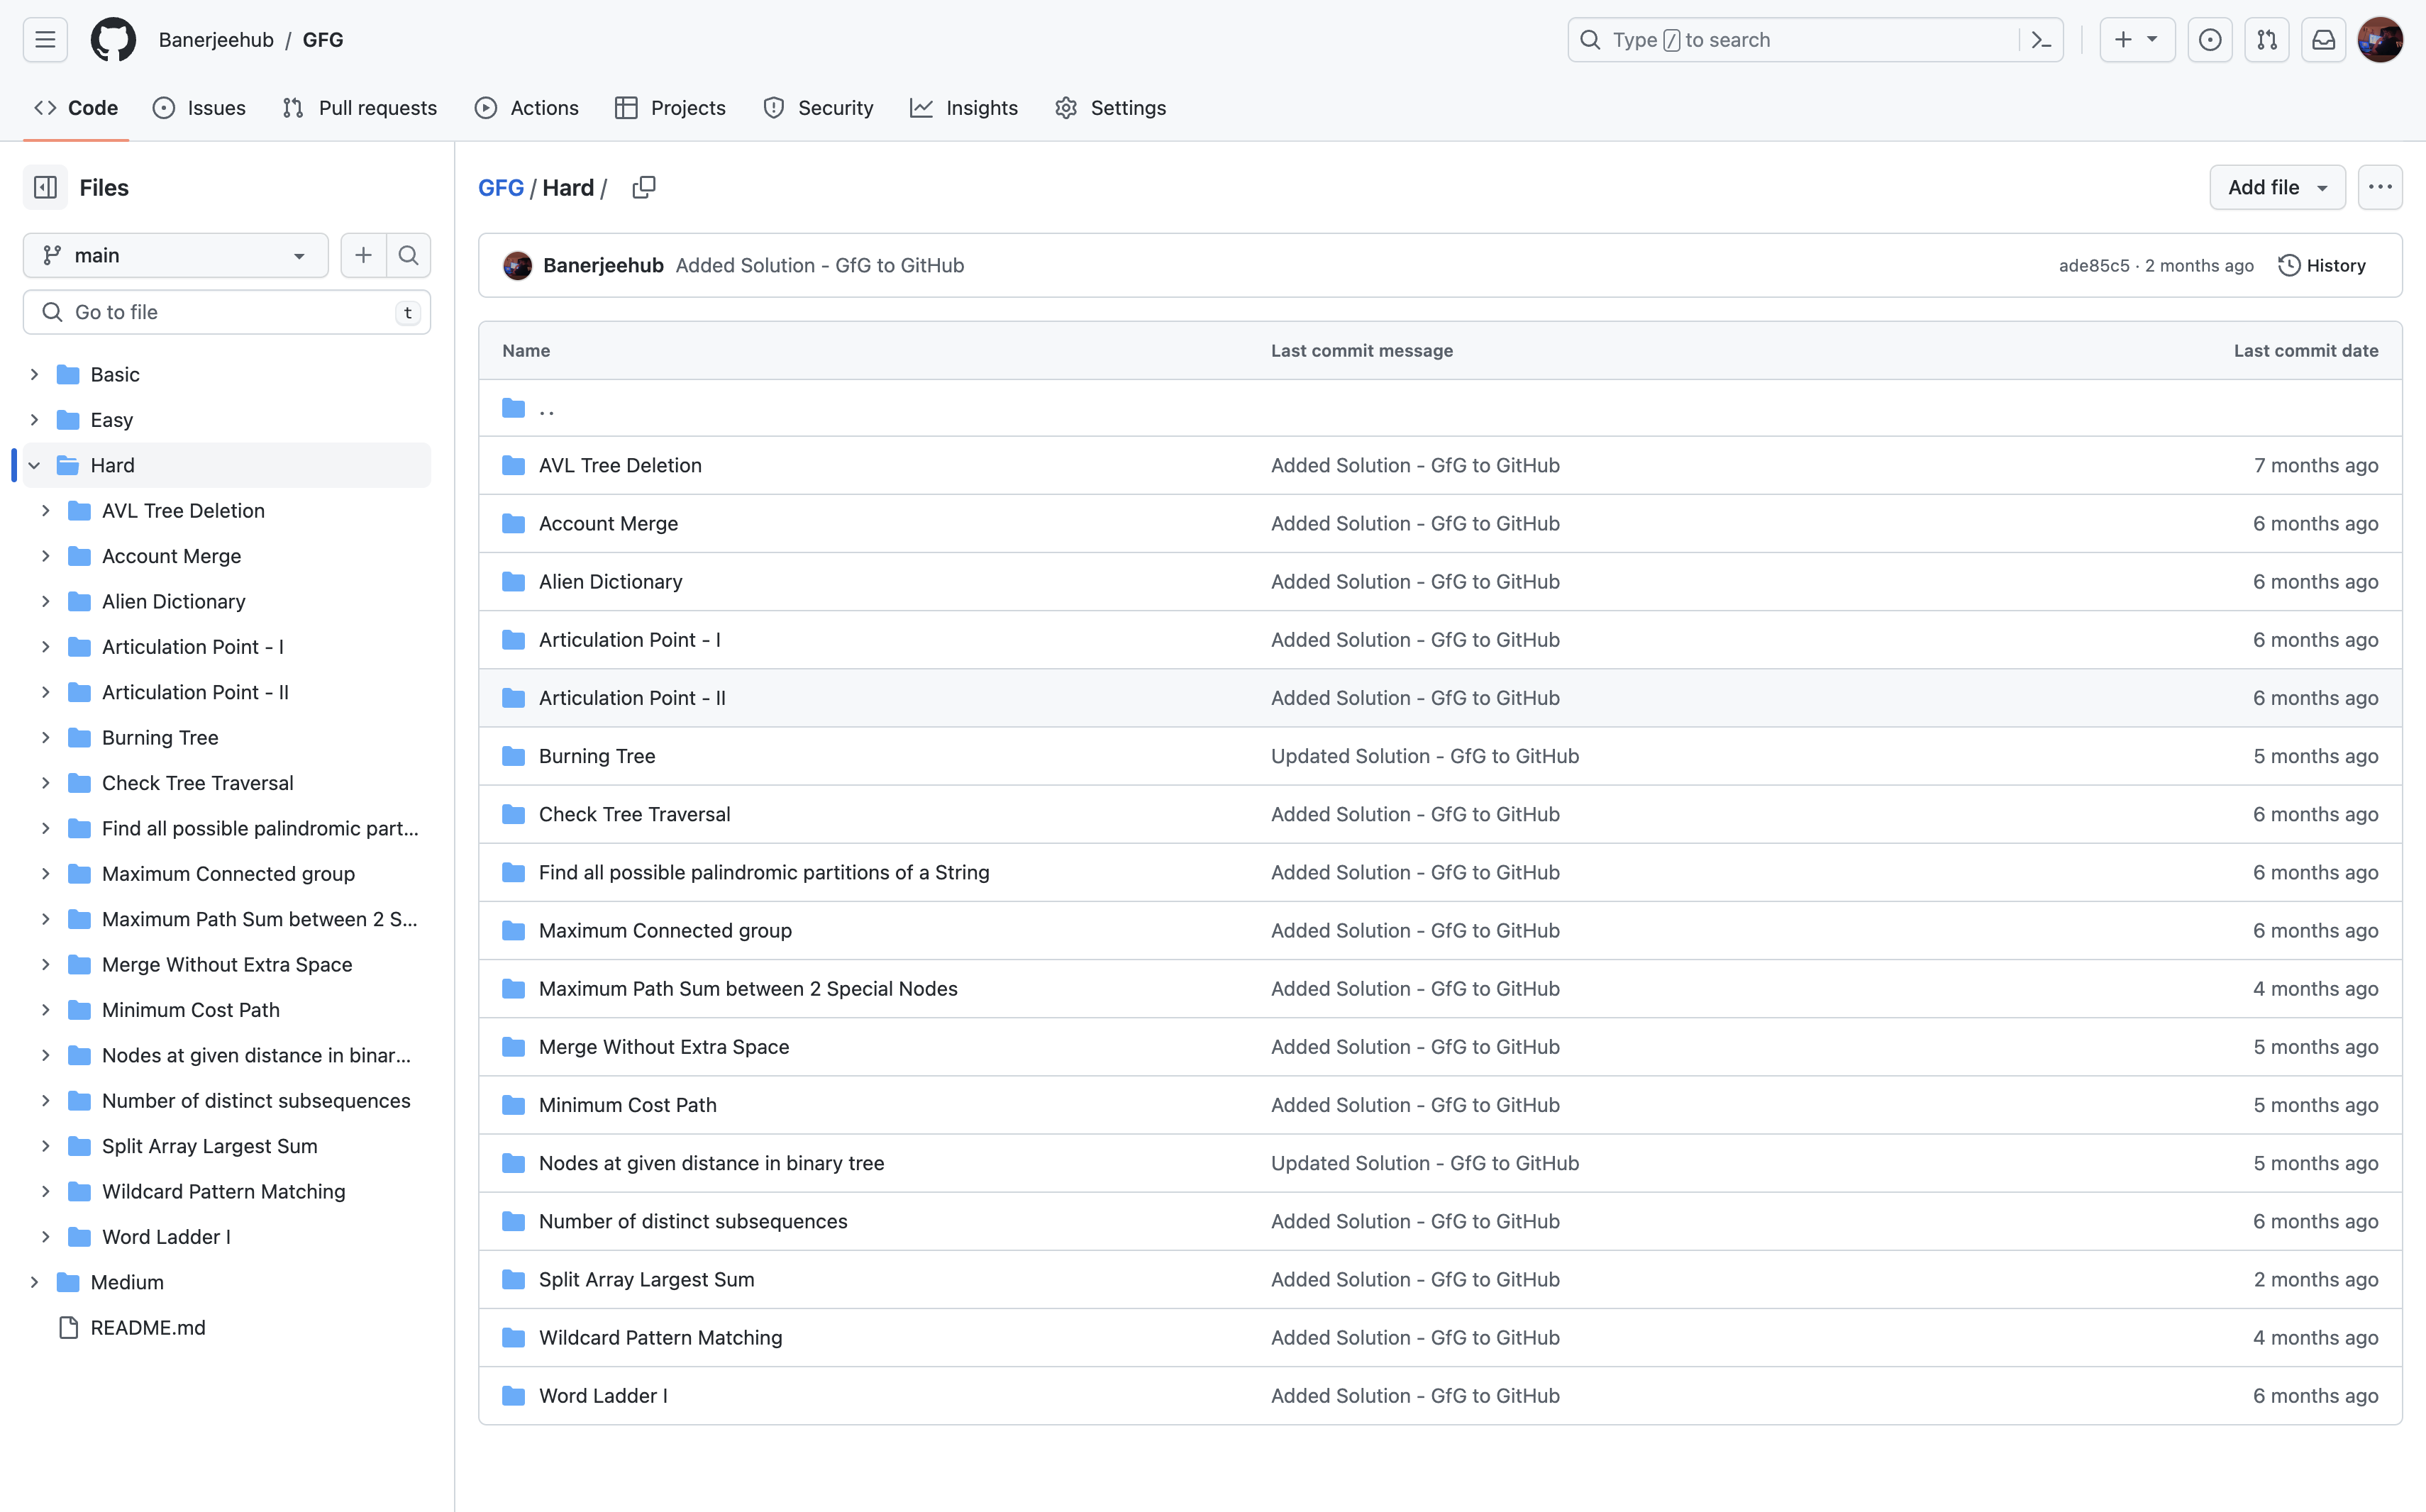 Banerjeehub / GFG
Type / to search
Code Issues Pull requests Actions Projects Security Insights Settings
Files
main
Go to file t
Basic
Easy
Hard
AVL Tree Deletion
Account Merge
Alien Dictionary
Articulation Point - I
Articulation Point - II
Burning Tree
Check Tree Traversal
Find all possible palindromic part...
Maximum Connected group
Maximum Path Sum between 2 S...
Merge Without Extra Space
Minimum Cost Path
Nodes at given distance in binar...
Number of distinct subsequences
Split Array Largest Sum
Wildcard Pattern Matching
Word Ladder I
Medium
README.md
GFG / Hard /
Add file
Banerjeehub Added Solution - GfG to GitHub ade85c5 · 2 months ago History
Name Last commit message Last commit date
..
AVL Tree Deletion Added Solution - GfG to GitHub 7 months ago
Account Merge Added Solution - GfG to GitHub 6 months ago
Alien Dictionary Added Solution - GfG to GitHub 6 months ago
Articulation Point - I Added Solution - GfG to GitHub 6 months ago
Articulation Point - II Added Solution - GfG to GitHub 6 months ago
Burning Tree Updated Solution - GfG to GitHub 5 months ago
Check Tree Traversal Added Solution - GfG to GitHub 6 months ago
Find all possible palindromic partitions of a String Added Solution - GfG to GitHub 6 months ago
Maximum Connected group Added Solution - GfG to GitHub 6 months ago
Maximum Path Sum between 2 Special Nodes Added Solution - GfG to GitHub 4 months ago
Merge Without Extra Space Added Solution - GfG to GitHub 5 months ago
Minimum Cost Path Added Solution - GfG to GitHub 5 months ago
Nodes at given distance in binary tree Updated Solution - GfG to GitHub 5 months ago
Number of distinct subsequences Added Solution - GfG to GitHub 6 months ago
Split Array Largest Sum Added Solution - GfG to GitHub 2 months ago
Wildcard Pattern Matching Added Solution - GfG to GitHub 4 months ago
Word Ladder I Added Solution - GfG to GitHub 6 months ago